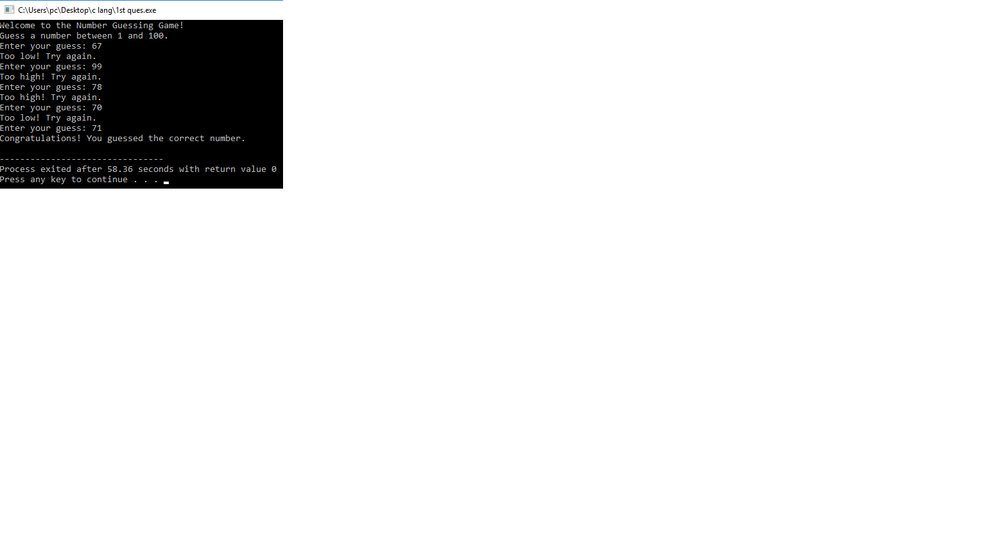 C:\Users\pc\Desktop\c lang\1st ques.exe
Welcome to the Number Guessing Game!
Guess a number between 1 and 100.
Enter your guess: 67
Too low! Try again.
Enter your guess: 99
Too high! Try again.
Enter your guess: 78
Too high! Try again.
Enter your guess: 70
Too low! Try again.
Enter your guess: 71
Congratulations! You guessed the correct number.
--------------------------------
Process exited after 58.36 seconds with return value 0
Press any key to continue . . .